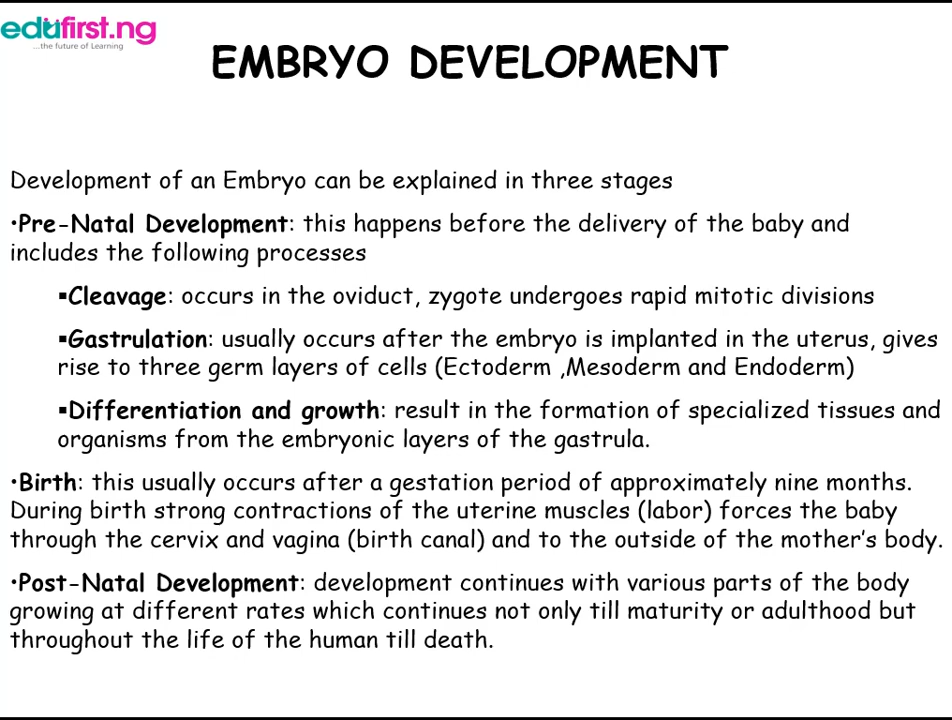 edufirst.ng
...the future of Learning
EMBRYO DEVELOPMENT
Development of an Embryo can be explained in three stages
•Pre-Natal Development: this happens before the delivery of the baby and
includes the following processes
▪Cleavage: occurs in the oviduct, zygote undergoes rapid mitotic divisions
▪Gastrulation: usually occurs after the embryo is implanted in the uterus, gives
rise to three germ layers of cells (Ectoderm ,Mesoderm and Endoderm)
▪Differentiation and growth: result in the formation of specialized tissues and
organisms from the embryonic layers of the gastrula.
•Birth: this usually occurs after a gestation period of approximately nine months.
During birth strong contractions of the uterine muscles (labor) forces the baby
through the cervix and vagina (birth canal) and to the outside of the mother's body.
•Post-Natal Development: development continues with various parts of the body
growing at different rates which continues not only till maturity or adulthood but
throughout the life of the human till death.